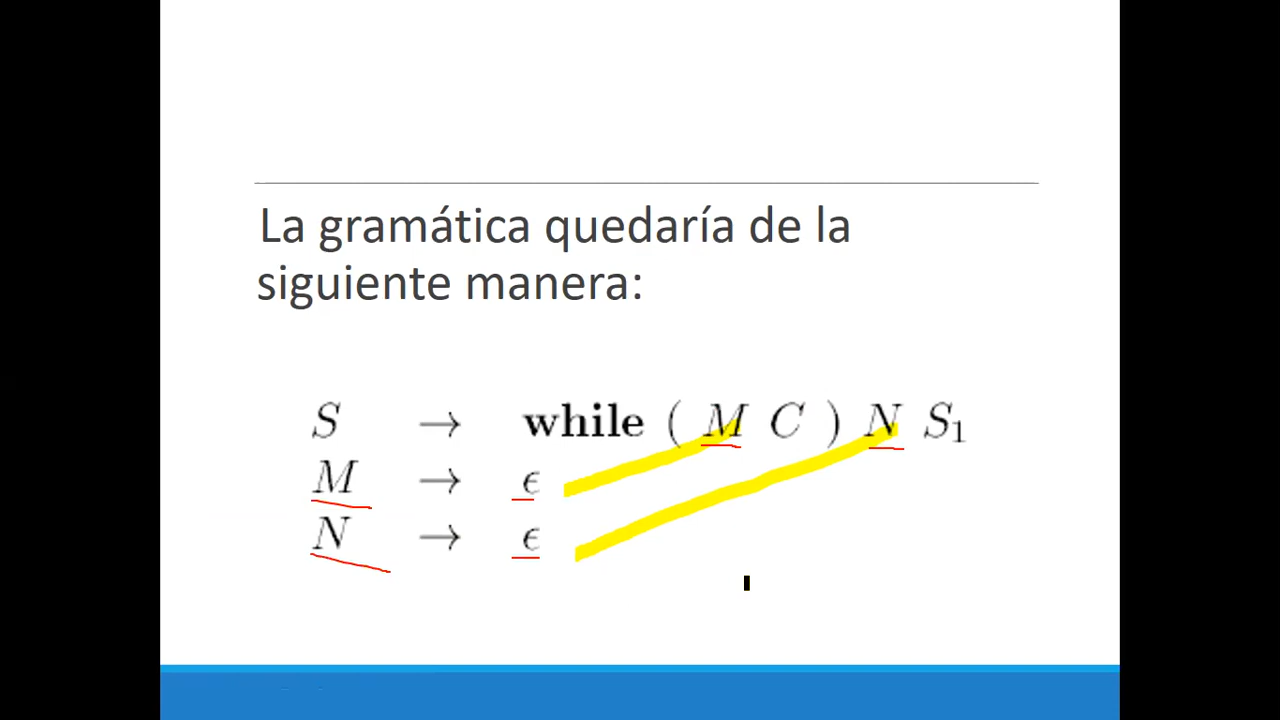 La gramática quedaría de la
siguiente manera:
S → while ( M C ) N S₁
M → ϵ
N → ϵ